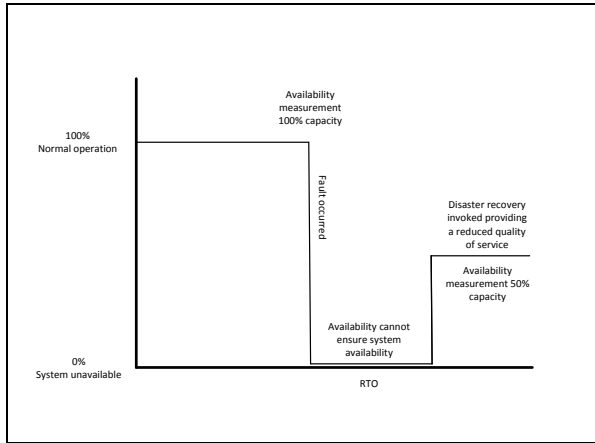 Availability
measurement
100% capacity
100%
Normal operation
Fault occurred
Disaster recovery
invoked providing
a reduced quality
of service
Availability
measurement 50%
capacity
Availability cannot
ensure system
availability
0%
System unavailable
RTO